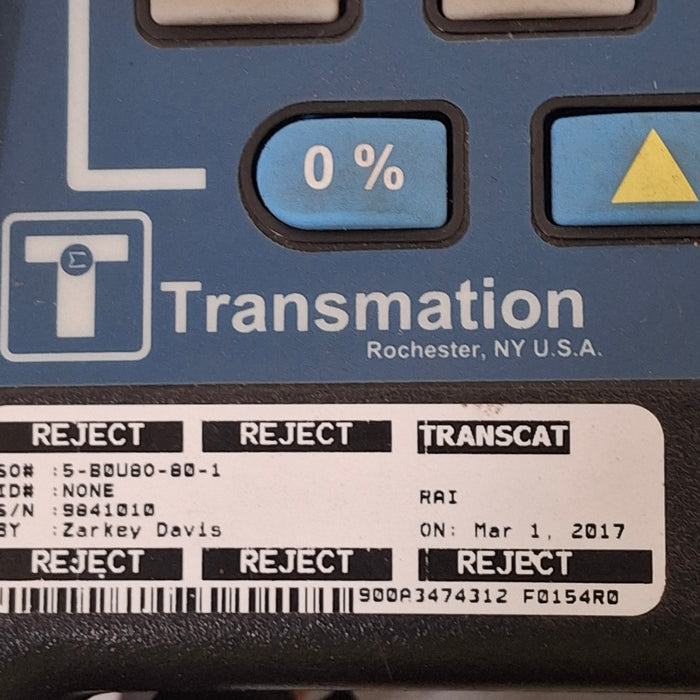 0 %
T
Σ
Transmation
Rochester, NY U.S.A.
REJECT REJECT TRANSCAT
SO# :5-B0U80-80-1
ID# :NONE
RAI
S/N :9841010
BY :Zarkey Davis ON: Mar 1, 2017
REJECT REJECT REJECT
900A3474312 F0154R0